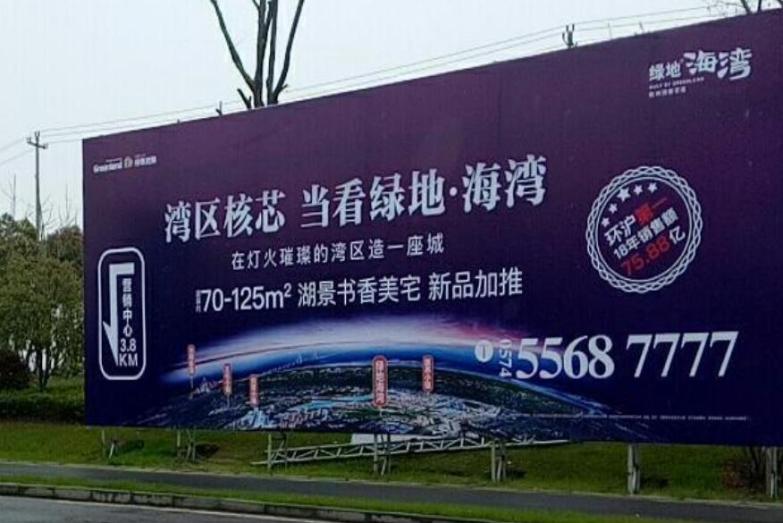 绿地 海湾
Greenland
湾区核芯 当看绿地·海湾
在灯火璀璨的湾区造一座城
70-125m² 湖景书香美宅 新品加推
环沪第一
18年销售额
75.88亿
营销中心
3.8
KM
0574
5568 7777